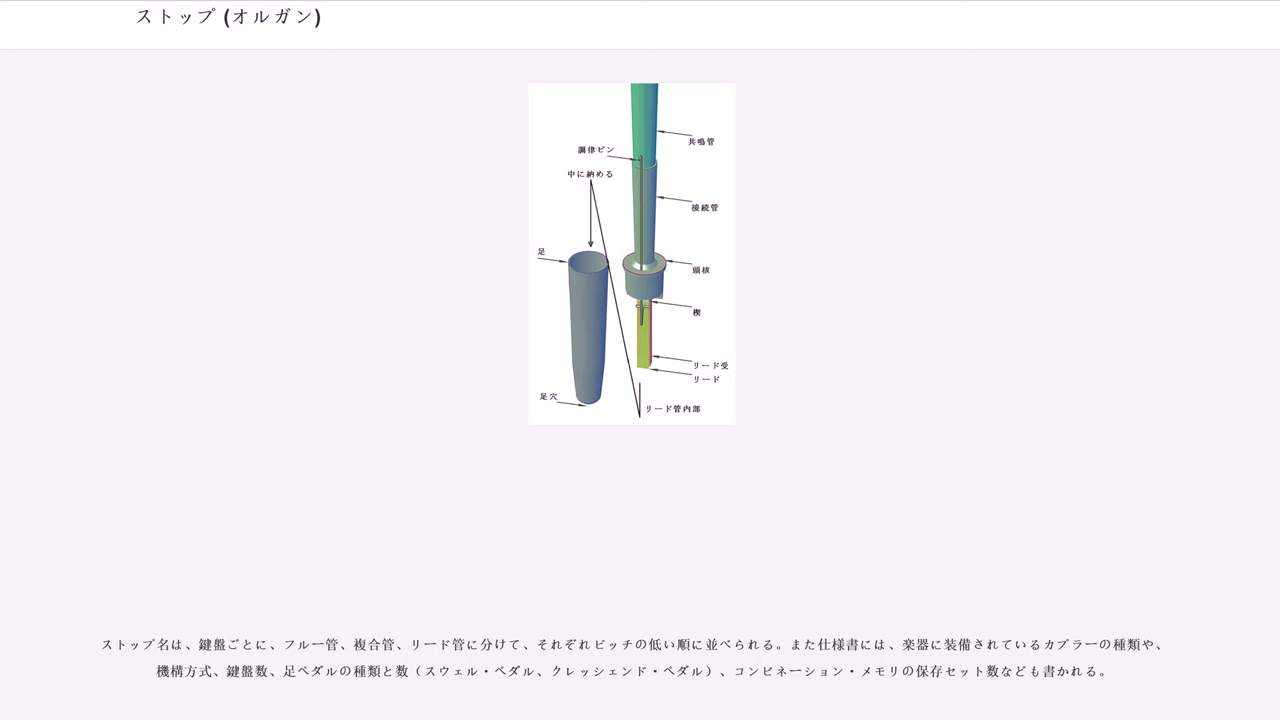 ストップ (オルガン)
共鳴管
調律ピン
中に納める
接続管
足
頭核
楔
リード受
リード
足穴
リード管内部
ストップ名は、鍵盤ごとに、フルー管、複合管、リード管に分けて、それぞれピッチの低い順に並べられる。また仕様書には、楽器に装備されているカプラーの種類や、
機構方式、鍵盤数、足ペダルの種類と数（スウェル・ペダル、クレッシェンド・ペダル）、コンビネーション・メモリの保存セット数なども書かれる。